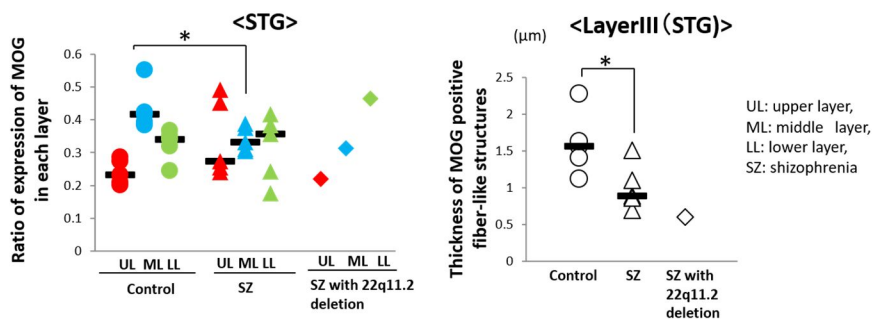 <STG>
*
Ratio of expression of MOG
in each layer
0.6
0.5
0.4
0.3
0.2
0.1
0
UL ML LL
UL ML LL
UL ML LL
Control
SZ
SZ with 22q11.2
deletion
<LayerIII（STG)>
(μm)
*
Thickness of MOG positive
fiber-like structures
2.5
2
1.5
1
0.5
0
Control
SZ
SZ with
22q11.2
deletion
UL: upper layer,
ML: middle layer,
LL: lower layer,
SZ: shizophrenia